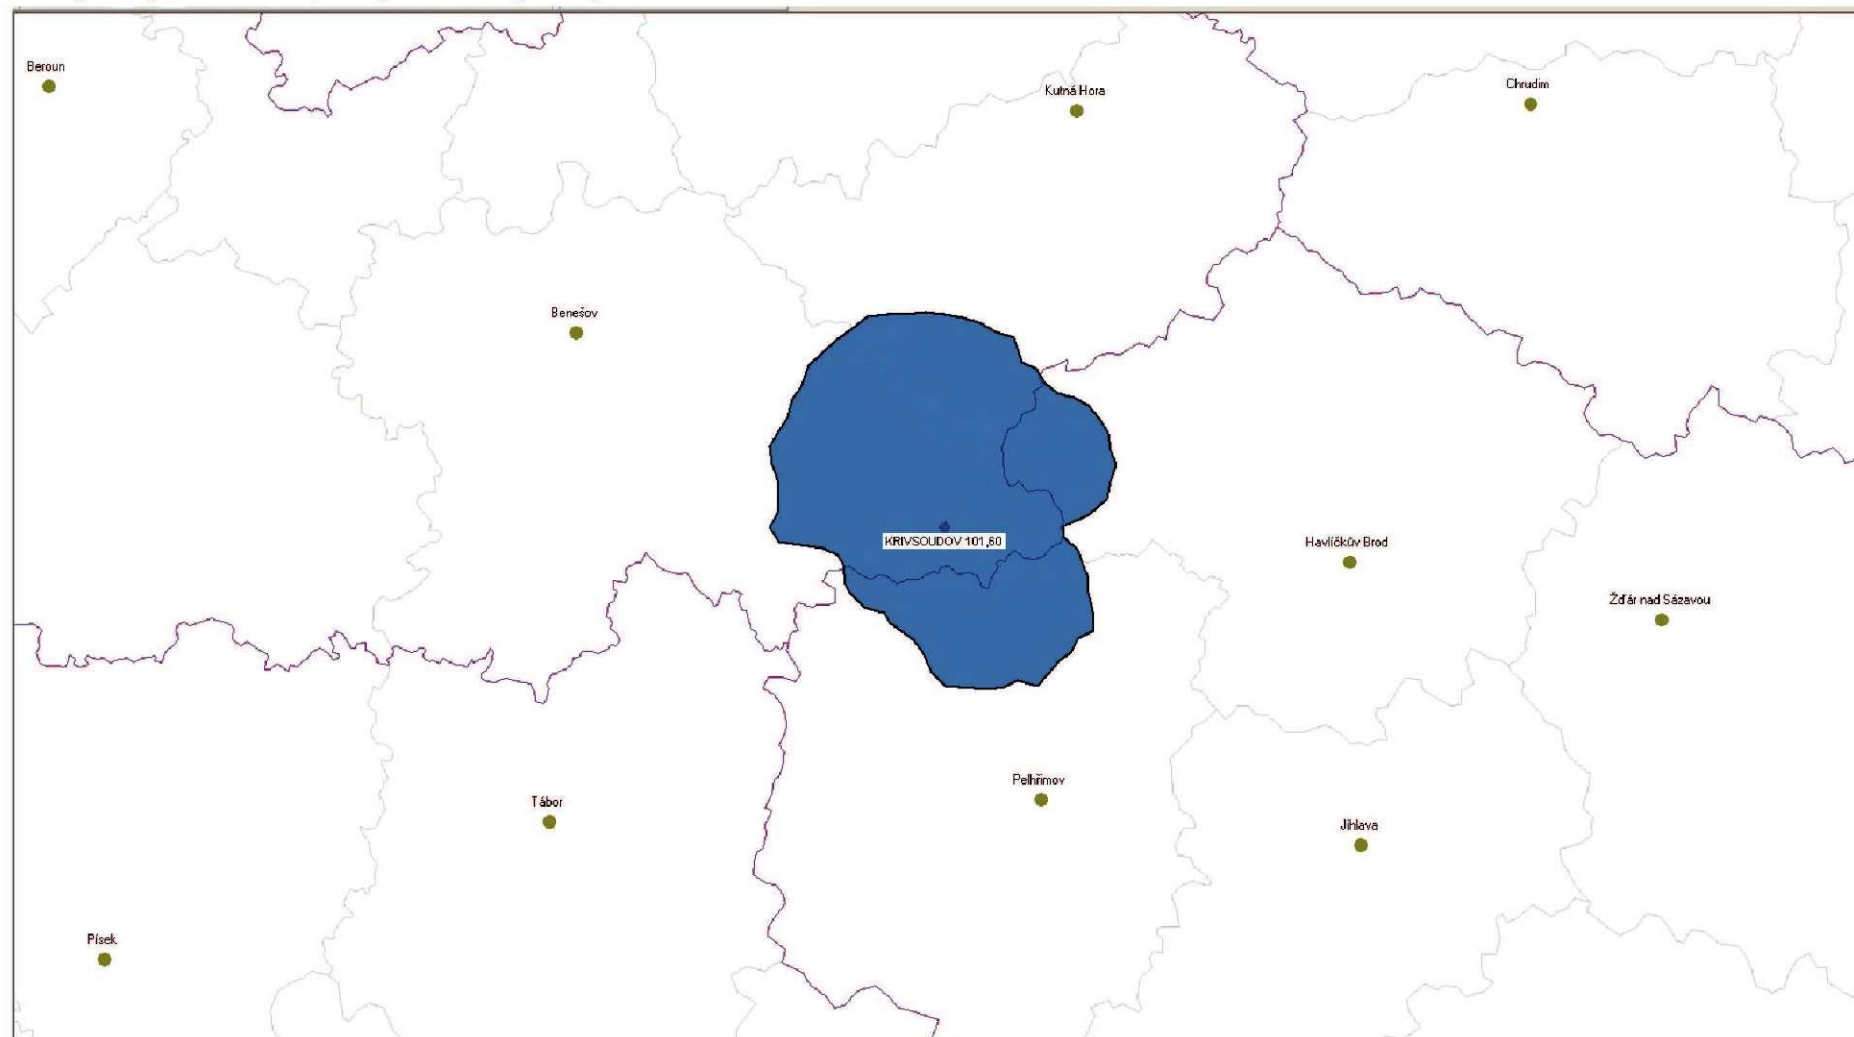 Beroun
Kutná Hora
Chrudim
Benešov
KRIVSOUDOV 101,60
Havlíčkův Brod
Žďár nad Sázavou
Pelhřimov
Tábor
Jihlava
Písek